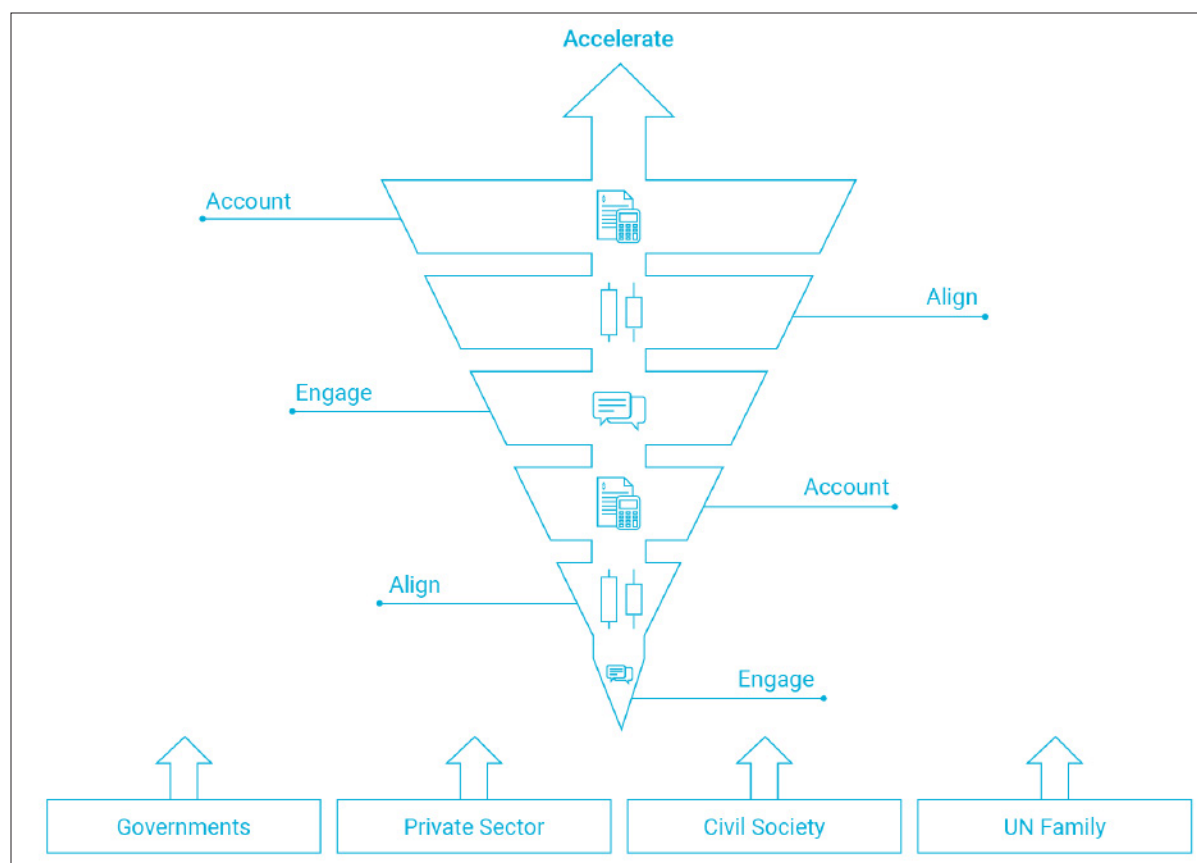 Accelerate
Account
Align
Engage
Account
Align
Engage
Governments
Private Sector
Civil Society
UN Family